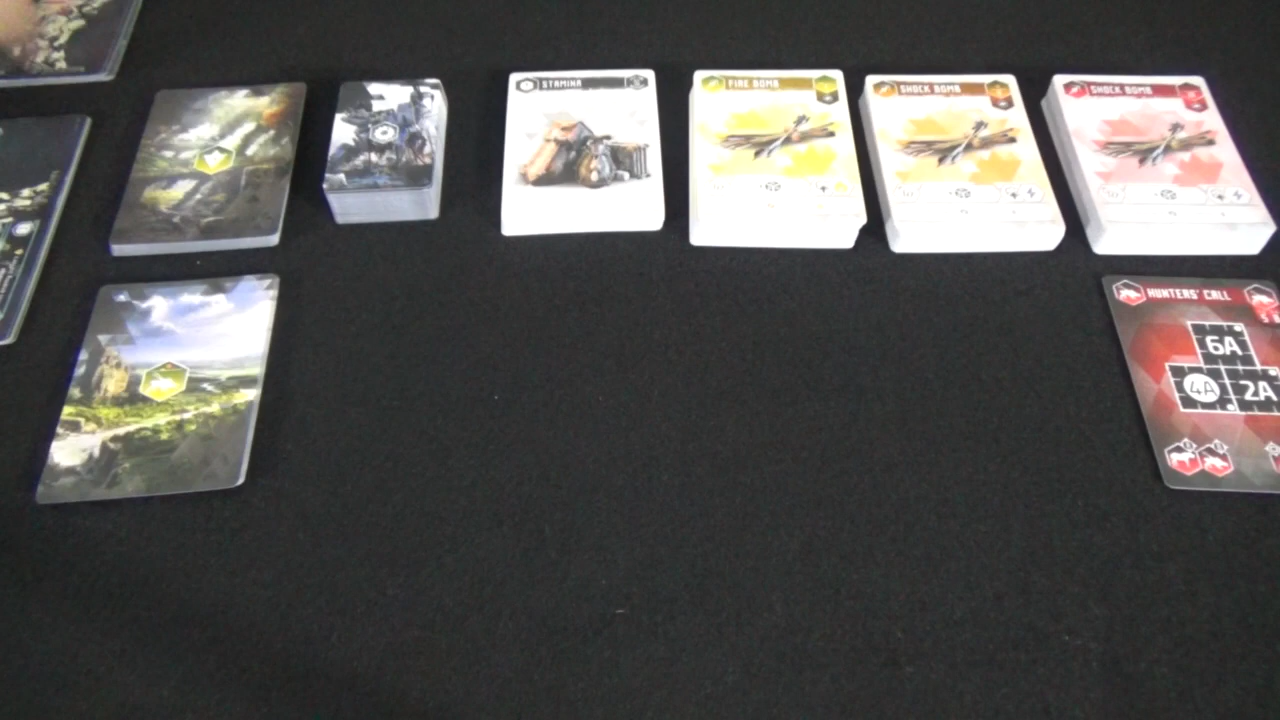 STAMINA
FIRE BOMB
SHOCK BOMB
SHOCK BOMB
HUNTERS' CALL
6A
4A
2A